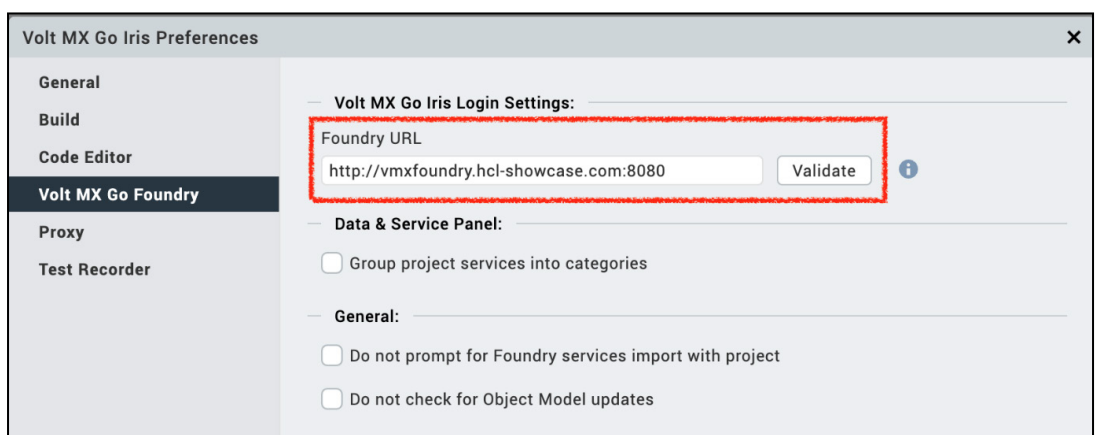 Volt MX Go Iris Preferences
General
Build
Code Editor
Volt MX Go Foundry
Proxy
Test Recorder
Volt MX Go Iris Login Settings:
Foundry URL
http://vmxfoundry.hcl-showcase.com:8080 Validate
Data & Service Panel:
Group project services into categories
General:
Do not prompt for Foundry services import with project
Do not check for Object Model updates